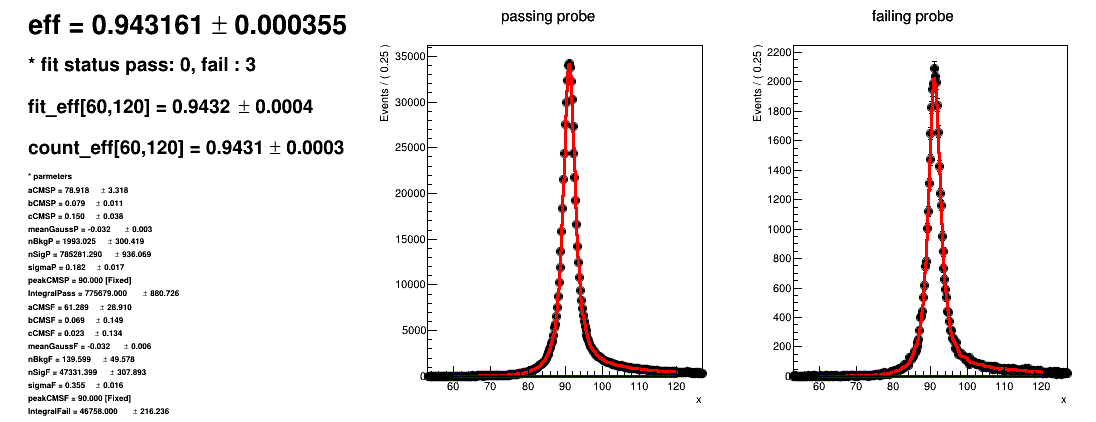 eff = 0.943161 ± 0.000355
* fit status pass: 0, fail : 3
fit_eff[60,120] = 0.9432 ± 0.0004
count_eff[60,120] = 0.9431 ± 0.0003
* parmeters
aCMSP = 78.918 ± 3.318
bCMSP = 0.079 ± 0.011
cCMSP = 0.150 ± 0.038
meanGaussP = -0.032 ± 0.003
nBkgP = 1993.025 ± 300.419
nSigP = 785281.290 ± 936.069
sigmaP = 0.182 ± 0.017
peakCMSP = 90.000 [Fixed]
IntegralPass = 775679.000 ± 880.726
aCMSF = 61.289 ± 28.910
bCMSF = 0.069 ± 0.149
cCMSF = 0.023 ± 0.134
meanGaussF = -0.032 ± 0.006
nBkgF = 139.599 ± 49.578
nSigF = 47331.399 ± 307.893
sigmaF = 0.355 ± 0.016
peakCMSF = 90.000 [Fixed]
IntegralFail = 46758.000 ± 216.236
passing probe
Events / ( 0.25 )
35000
30000
25000
20000
15000
10000
5000
0
60 70 80 90 100 110 120
x
failing probe
Events / ( 0.25 )
2200
2000
1800
1600
1400
1200
1000
800
600
400
200
0
60 70 80 90 100 110 120
x